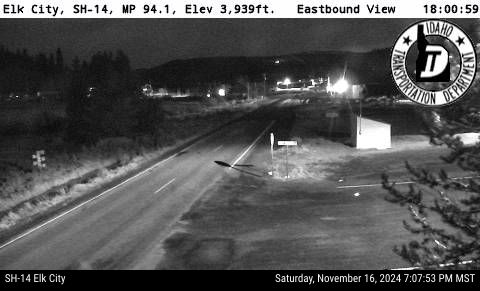 Elk City, SH-14, MP 94.1, Elev 3,939ft. Eastbound View 18:00:59
IDAHO
TRANSPORTATION DEPARTMENT
SH-14 Elk City Saturday, November 16, 2024 7:07:53 PM MST